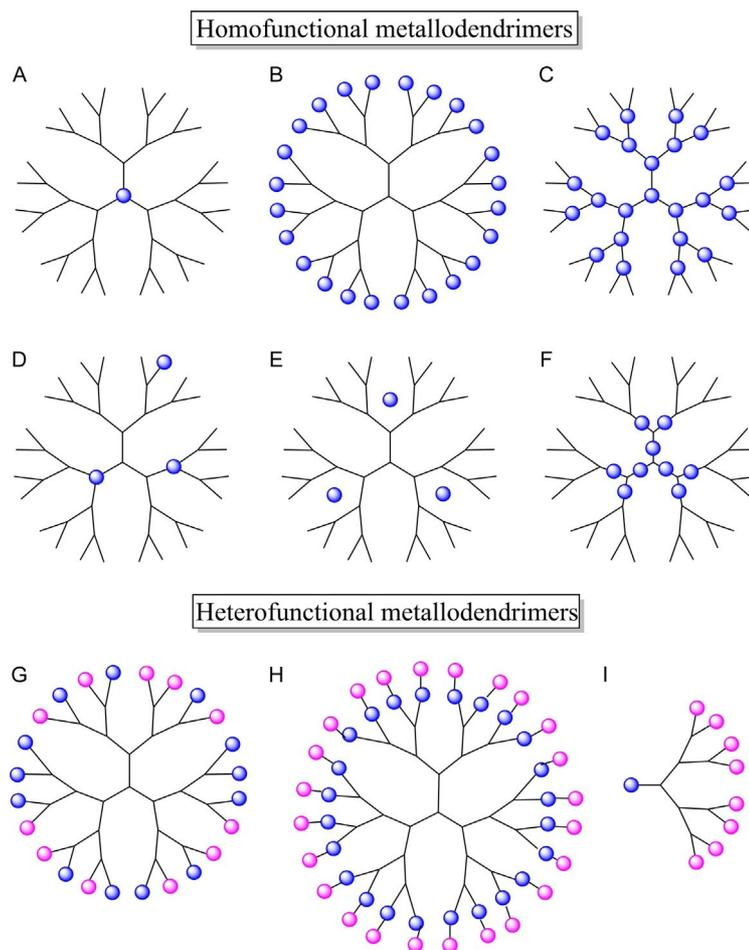 Homofunctional metallodendrimers
A
B
C
D
E
F
Heterofunctional metallodendrimers
G
H
I